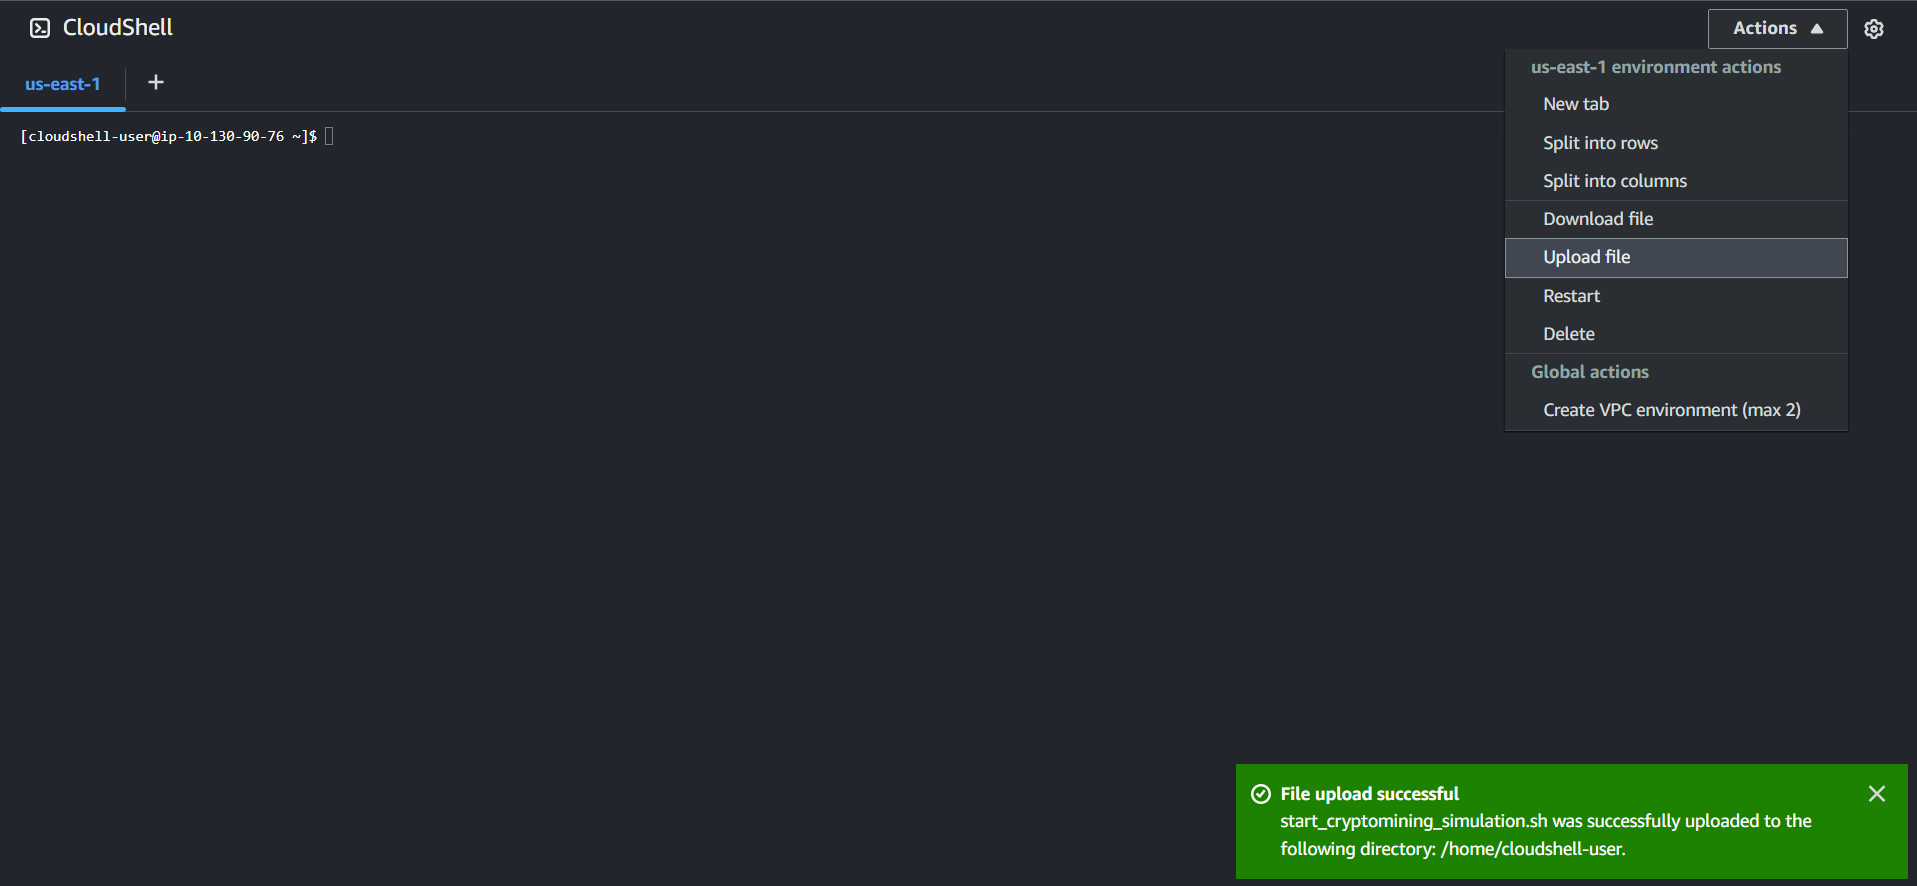 CloudShell
Actions
us-east-1
+
us-east-1 environment actions
New tab
Split into rows
Split into columns
Download file
Upload file
Restart
Delete
Global actions
Create VPC environment (max 2)
[cloudshell-user@ip-10-130-90-76 ~]$
File upload successful
start_cryptomining_simulation.sh was successfully uploaded to the
following directory: /home/cloudshell-user.